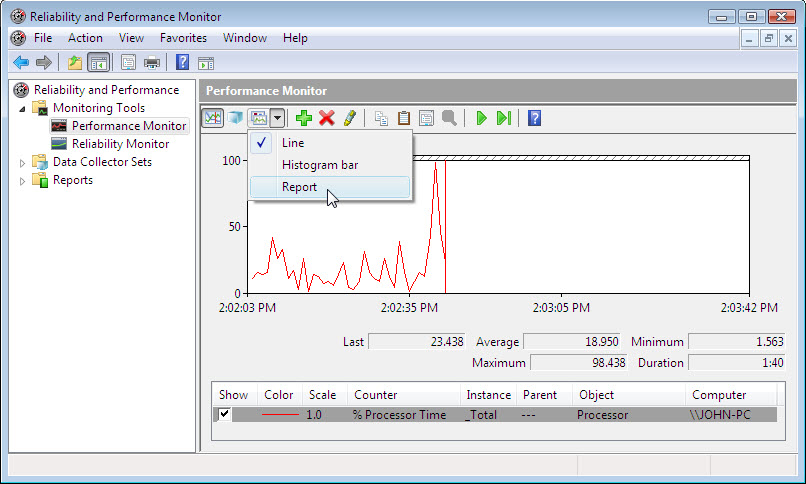 Reliability and Performance Monitor
File Action View Favorites Window Help
Reliability and Performance
Monitoring Tools
Performance Monitor
Reliability Monitor
Data Collector Sets
Reports
Performance Monitor
Line
Histogram bar
Report
100
50
0
2:02:03 PM 2:02:35 PM 2:03:05 PM 2:03:42 PM
Last 23.438 Average 18.950 Minimum 1.563
Maximum 98.438 Duration 1:40
Show Color Scale Counter Instance Parent Object Computer
1.0 % Processor Time _Total --- Processor \\JOHN-PC